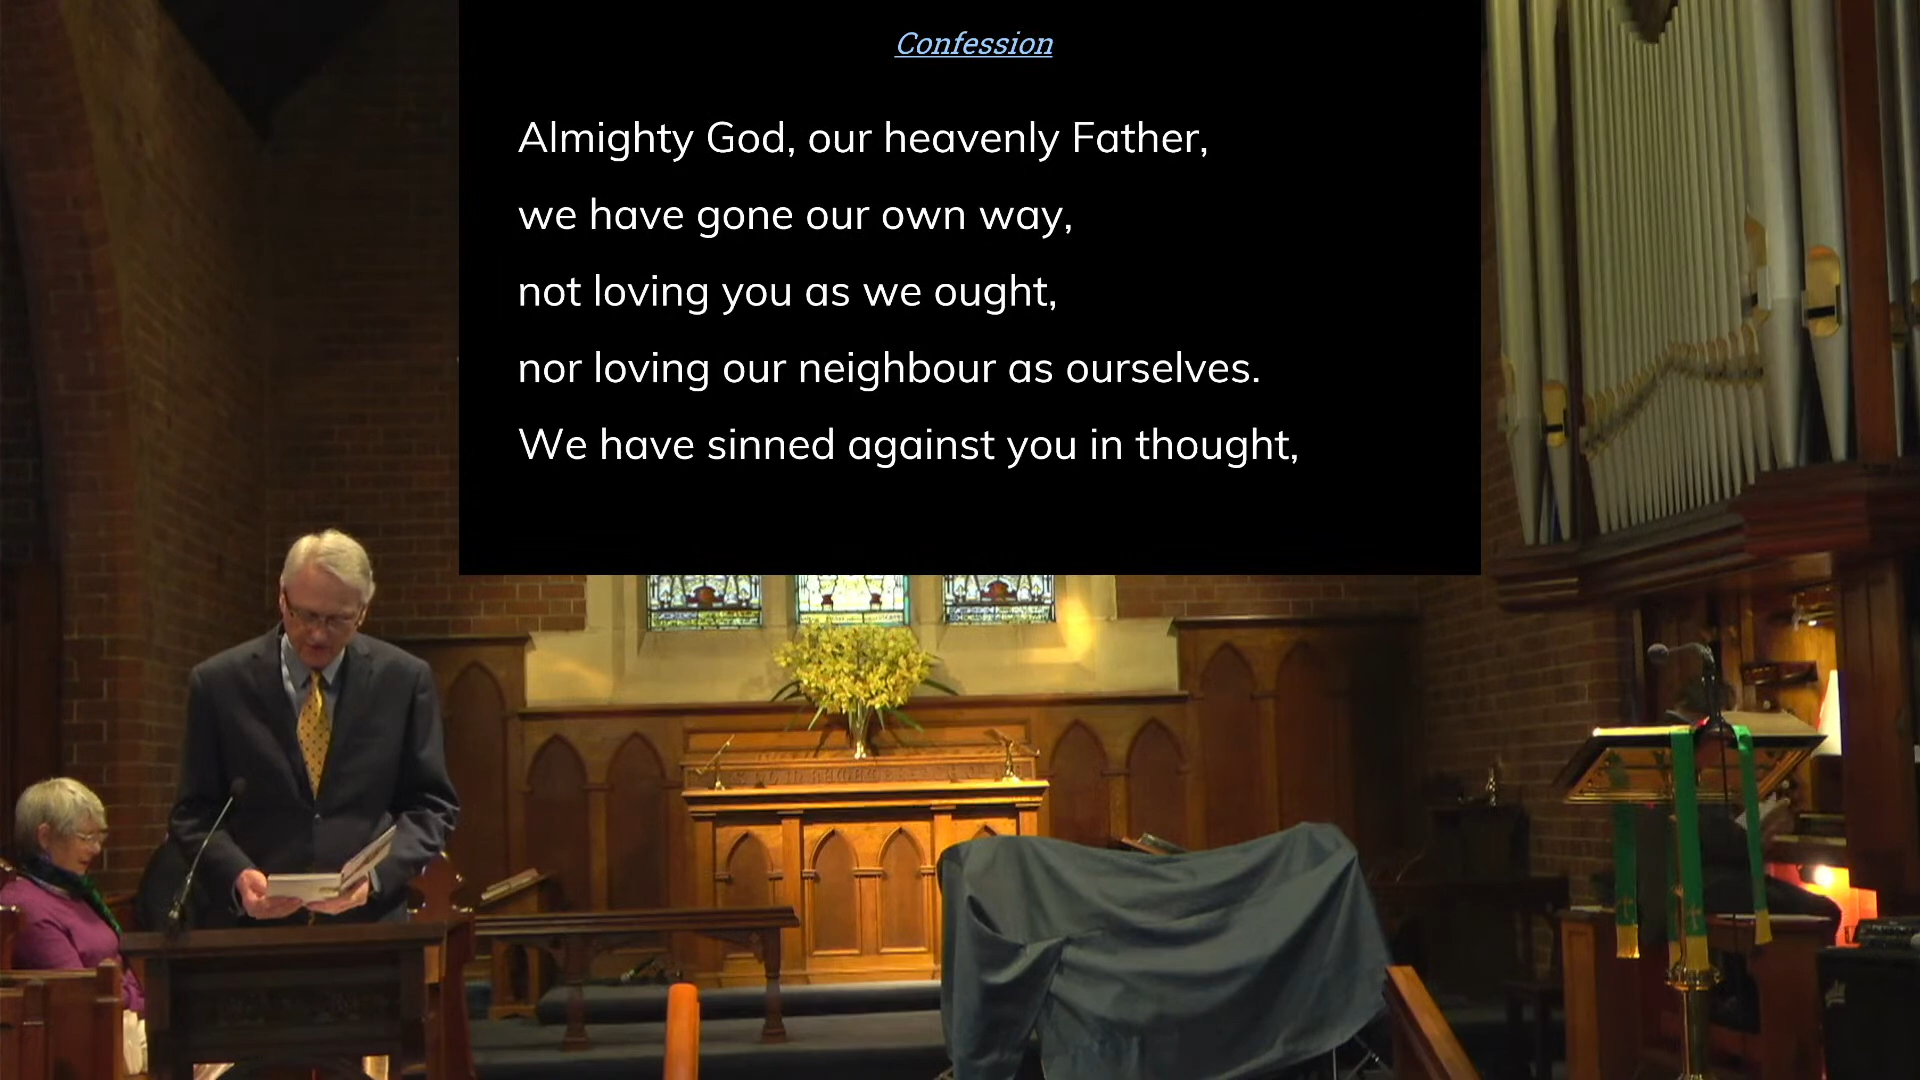 Confession
Almighty God, our heavenly Father,
we have gone our own way,
not loving you as we ought,
nor loving our neighbour as ourselves.
We have sinned against you in thought,